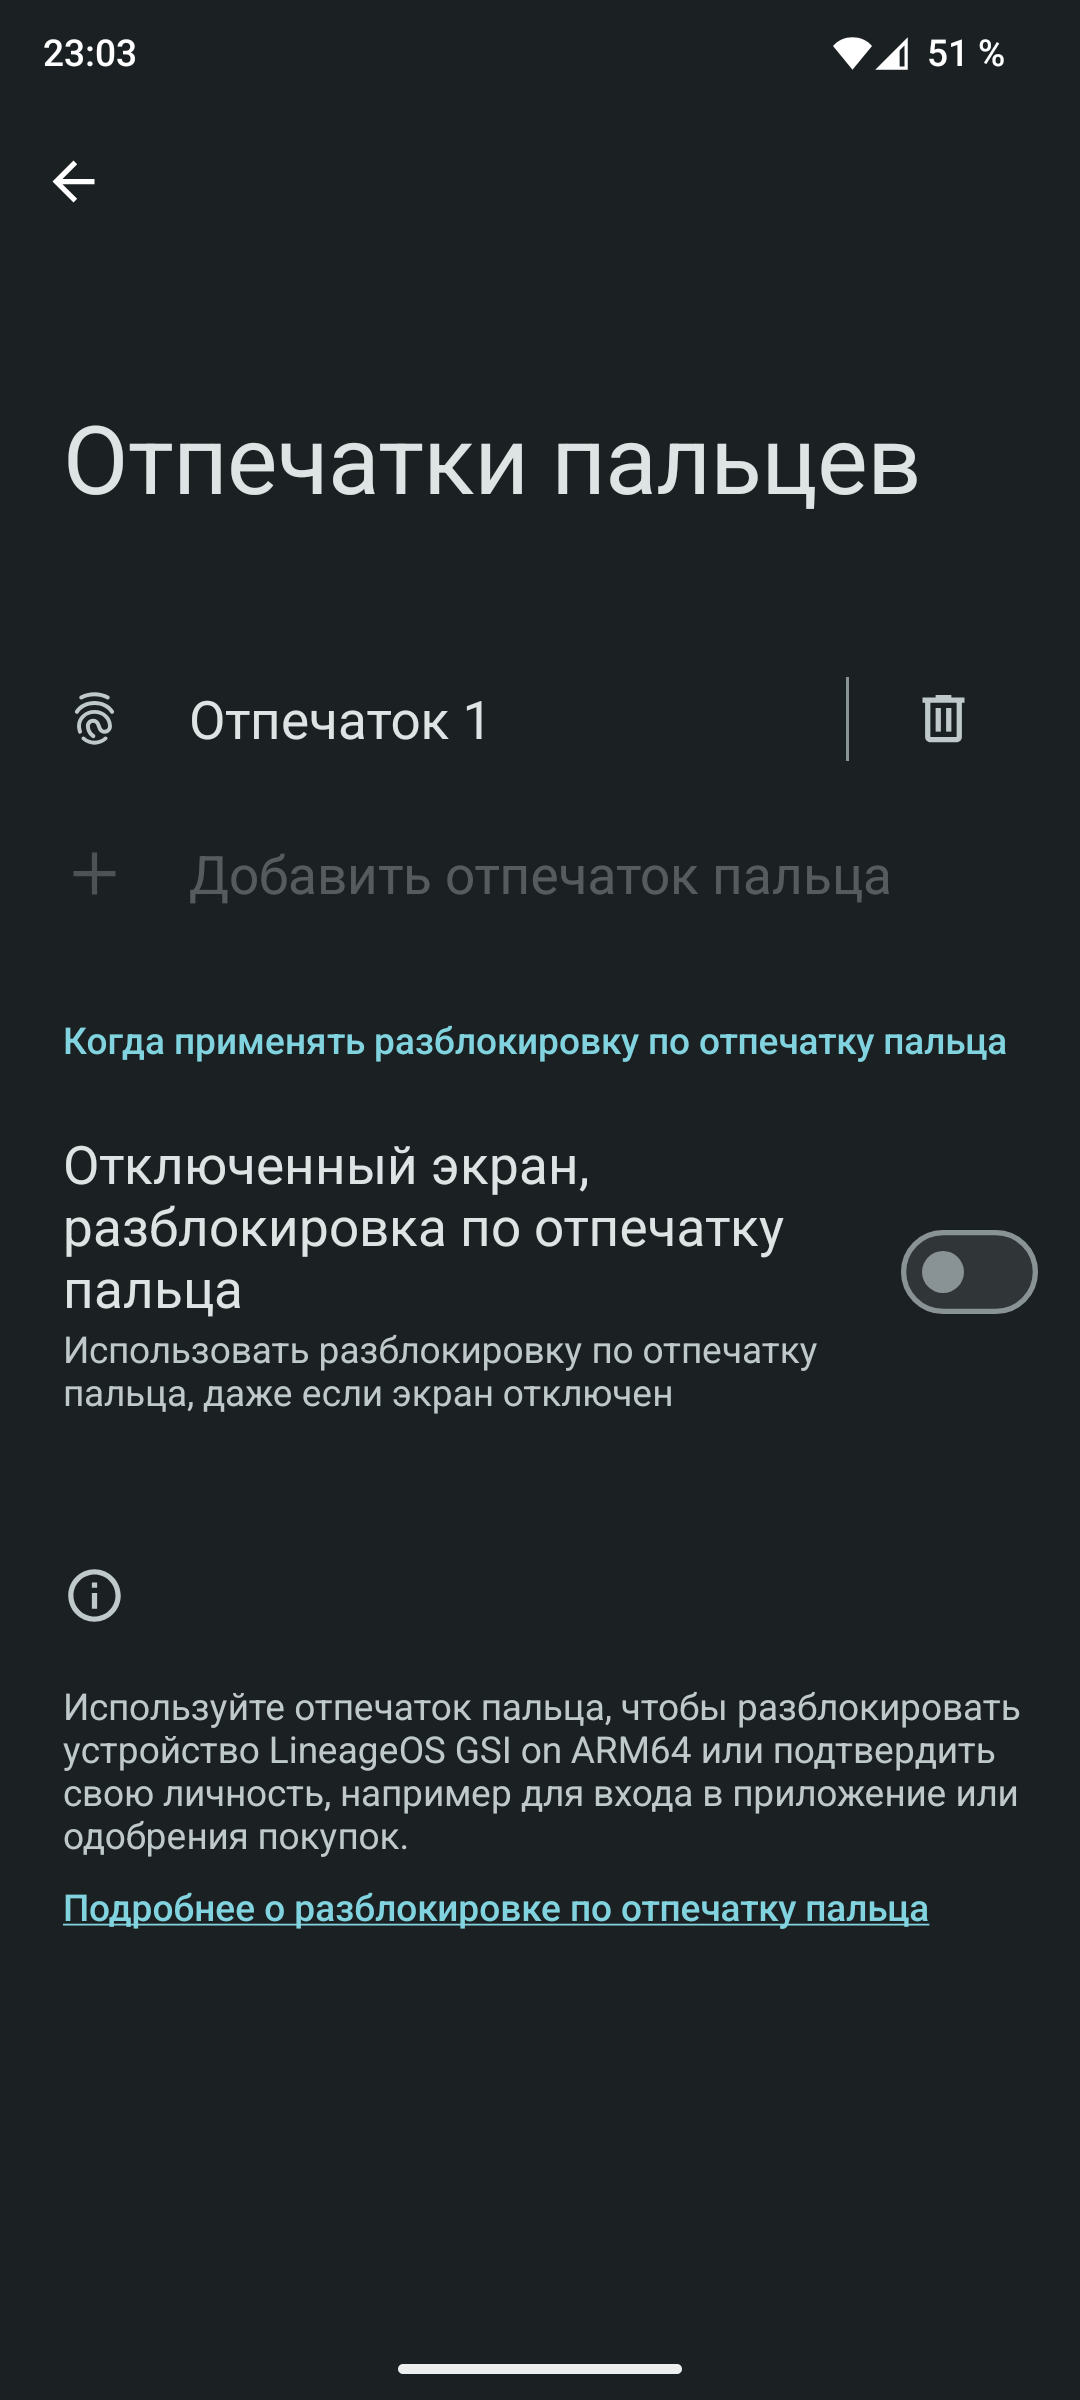 23:03
51 %
Отпечатки пальцев
Отпечаток 1
Добавить отпечаток пальца
Когда применять разблокировку по отпечатку пальца
Отключенный экран,
разблокировка по отпечатку
пальца
Использовать разблокировку по отпечатку
пальца, даже если экран отключен
Используйте отпечаток пальца, чтобы разблокировать
устройство LineageOS GSI on ARM64 или подтвердить
свою личность, например для входа в приложение или
одобрения покупок.
Подробнее о разблокировке по отпечатку пальца